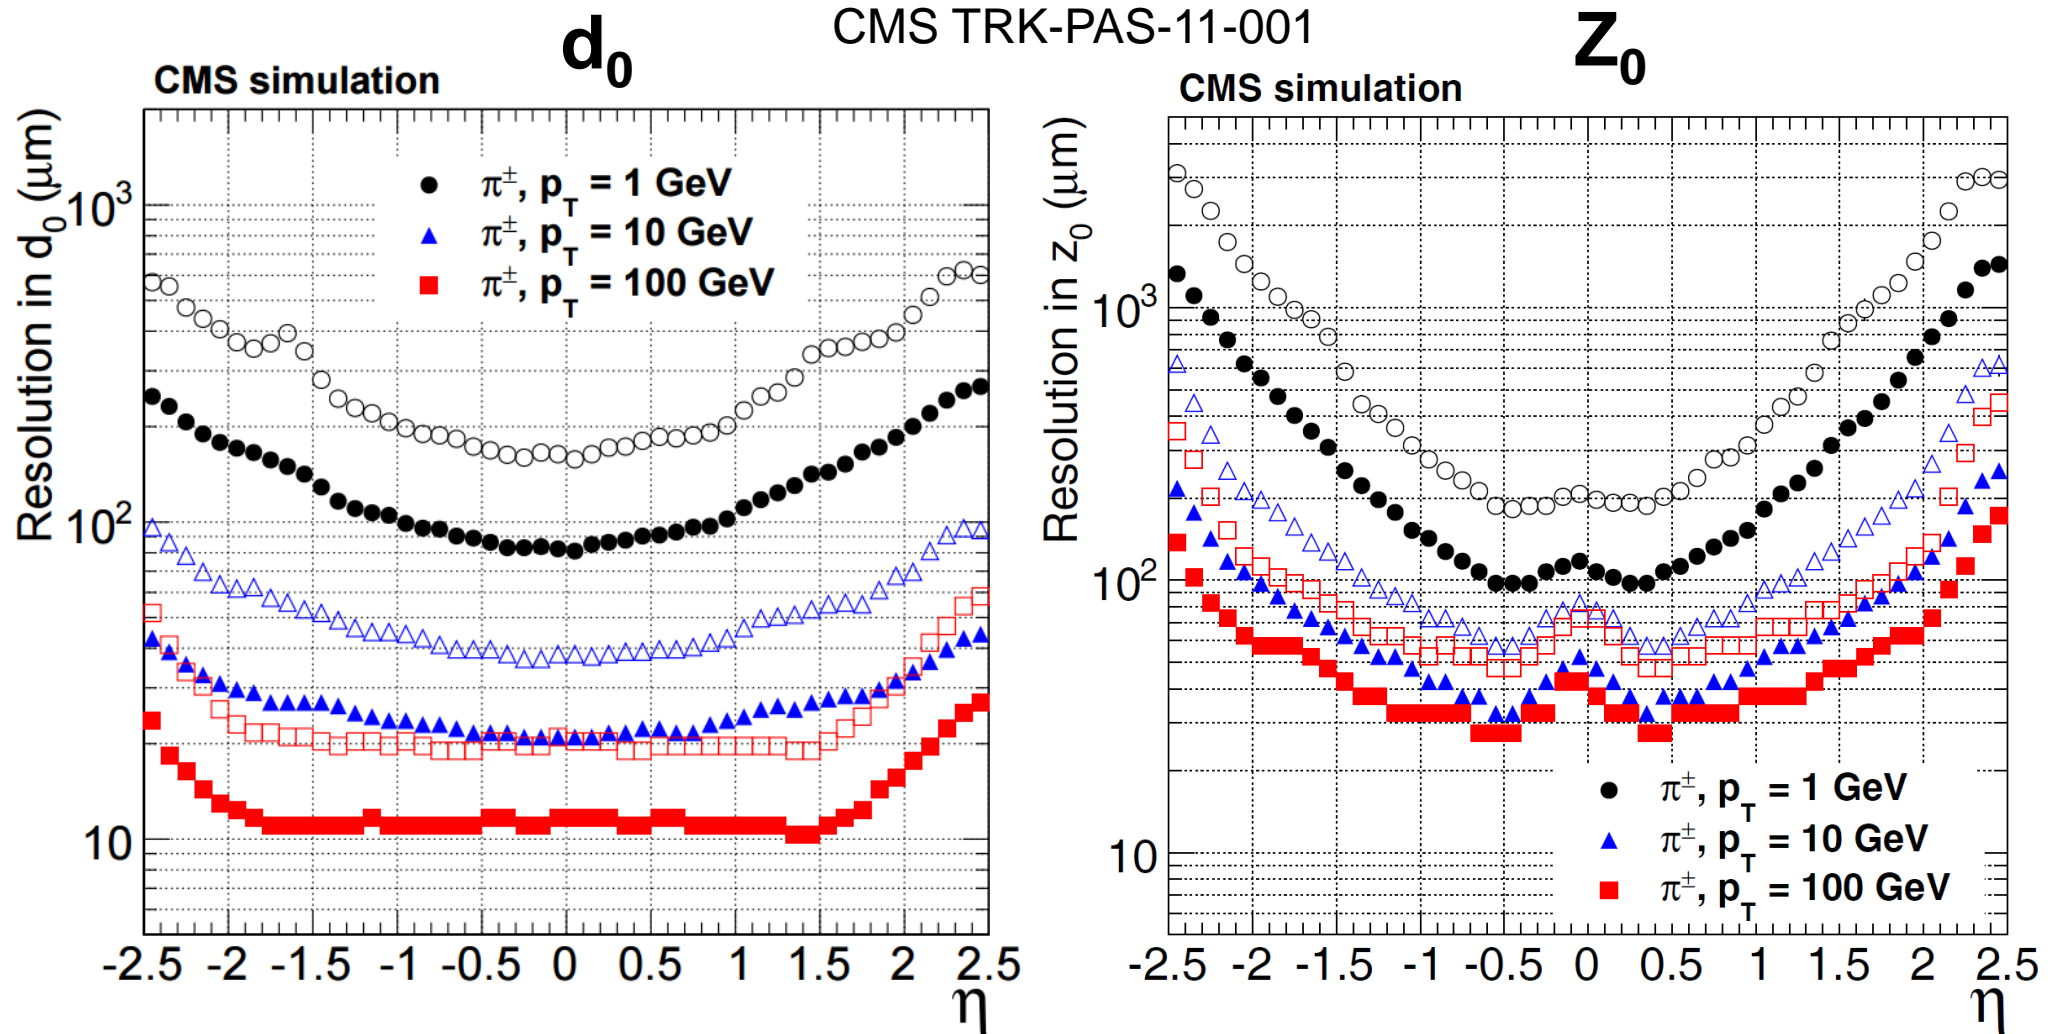 CMS TRK-PAS-11-001
d₀
CMS simulation
Resolution in d₀ (μm)
10³
10²
10
π±, pT = 1 GeV
π±, pT = 10 GeV
π±, pT = 100 GeV
-2.5 -2 -1.5 -1 -0.5 0 0.5 1 1.5 2 2.5
η
Z₀
CMS simulation
Resolution in z₀ (μm)
10³
10²
10
π±, pT = 1 GeV
π±, pT = 10 GeV
π±, pT = 100 GeV
-2.5 -2 -1.5 -1 -0.5 0 0.5 1 1.5 2 2.5
η